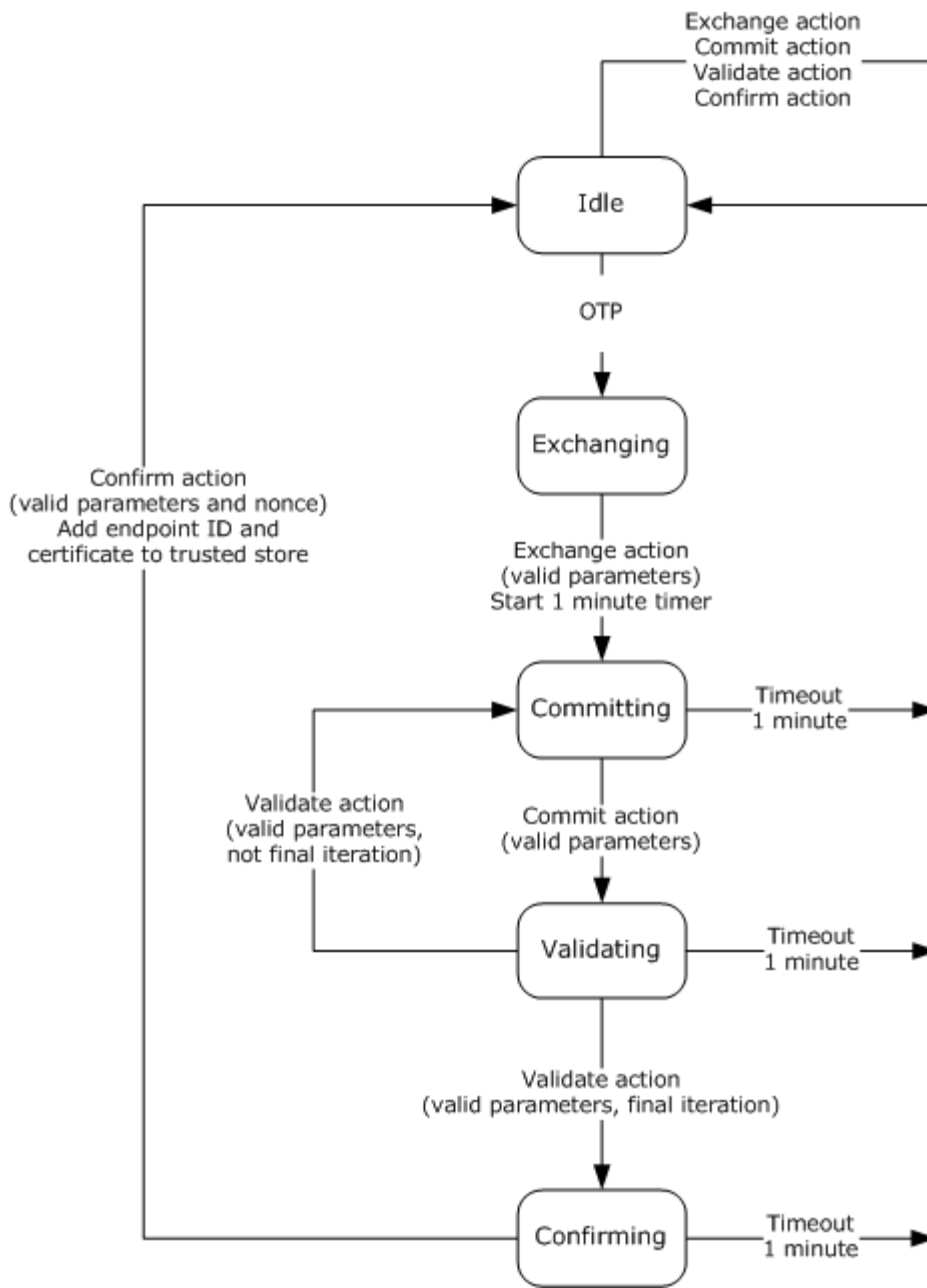 Exchange action
Commit action
Validate action
Confirm action
Idle
OTP
Exchanging
Confirm action
(valid parameters and nonce)
Add endpoint ID and
certificate to trusted store
Exchange action
(valid parameters)
Start 1 minute timer
Committing
Timeout
1 minute
Validate action
(valid parameters,
not final iteration)
Commit action
(valid parameters)
Validating
Timeout
1 minute
Validate action
(valid parameters, final iteration)
Confirming
Timeout
1 minute